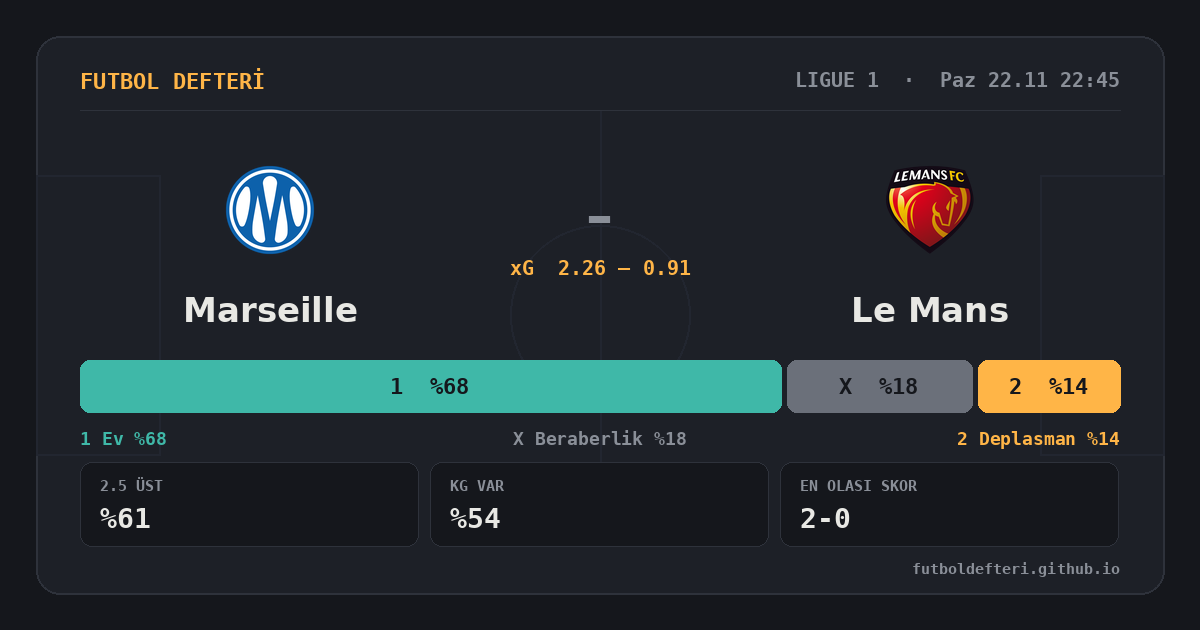 FUTBOL DEFTERİ
LIGUE 1 · Paz 22.11 22:45
LEMANS FC
–
xG 2.26 – 0.91
Marseille
Le Mans
1 %68
X %18
2 %14
1 Ev %68
X Beraberlik %18
2 Deplasman %14
2.5 ÜST
KG VAR
EN OLASI SKOR
%61
%54
2-0
futboldefteri.github.io